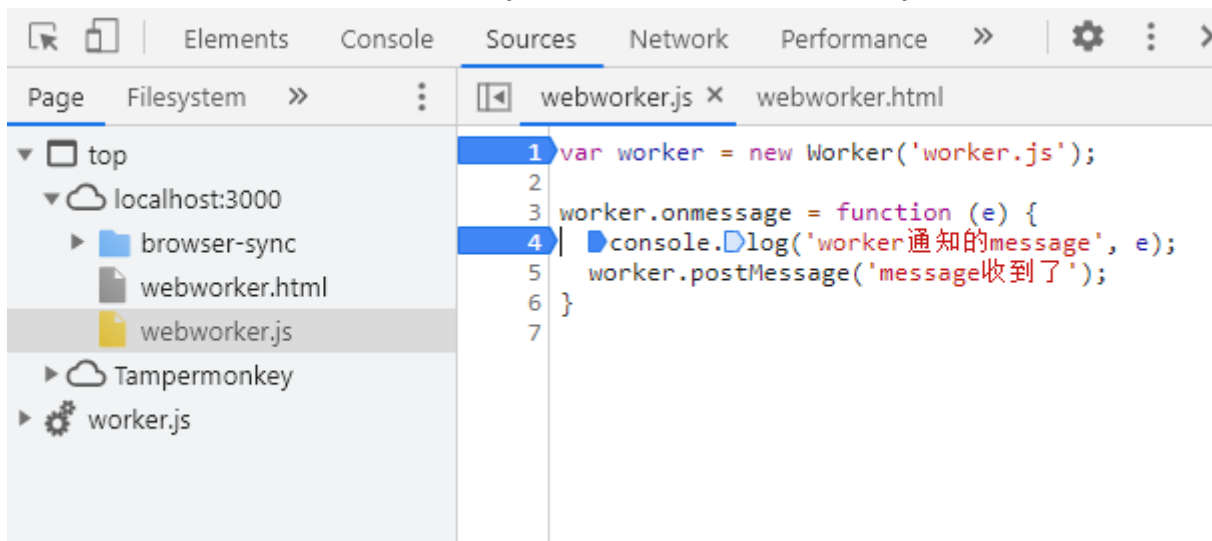 Elements Console Sources Network Performance »
Page Filesystem » webworker.js × webworker.html
top
localhost:3000
browser-sync
webworker.html
webworker.js
Tampermonkey
worker.js
1 var worker = new Worker('worker.js');
2
3 worker.onmessage = function (e) {
4 console.log('worker通知的message', e);
5 worker.postMessage('message收到了');
6 }
7